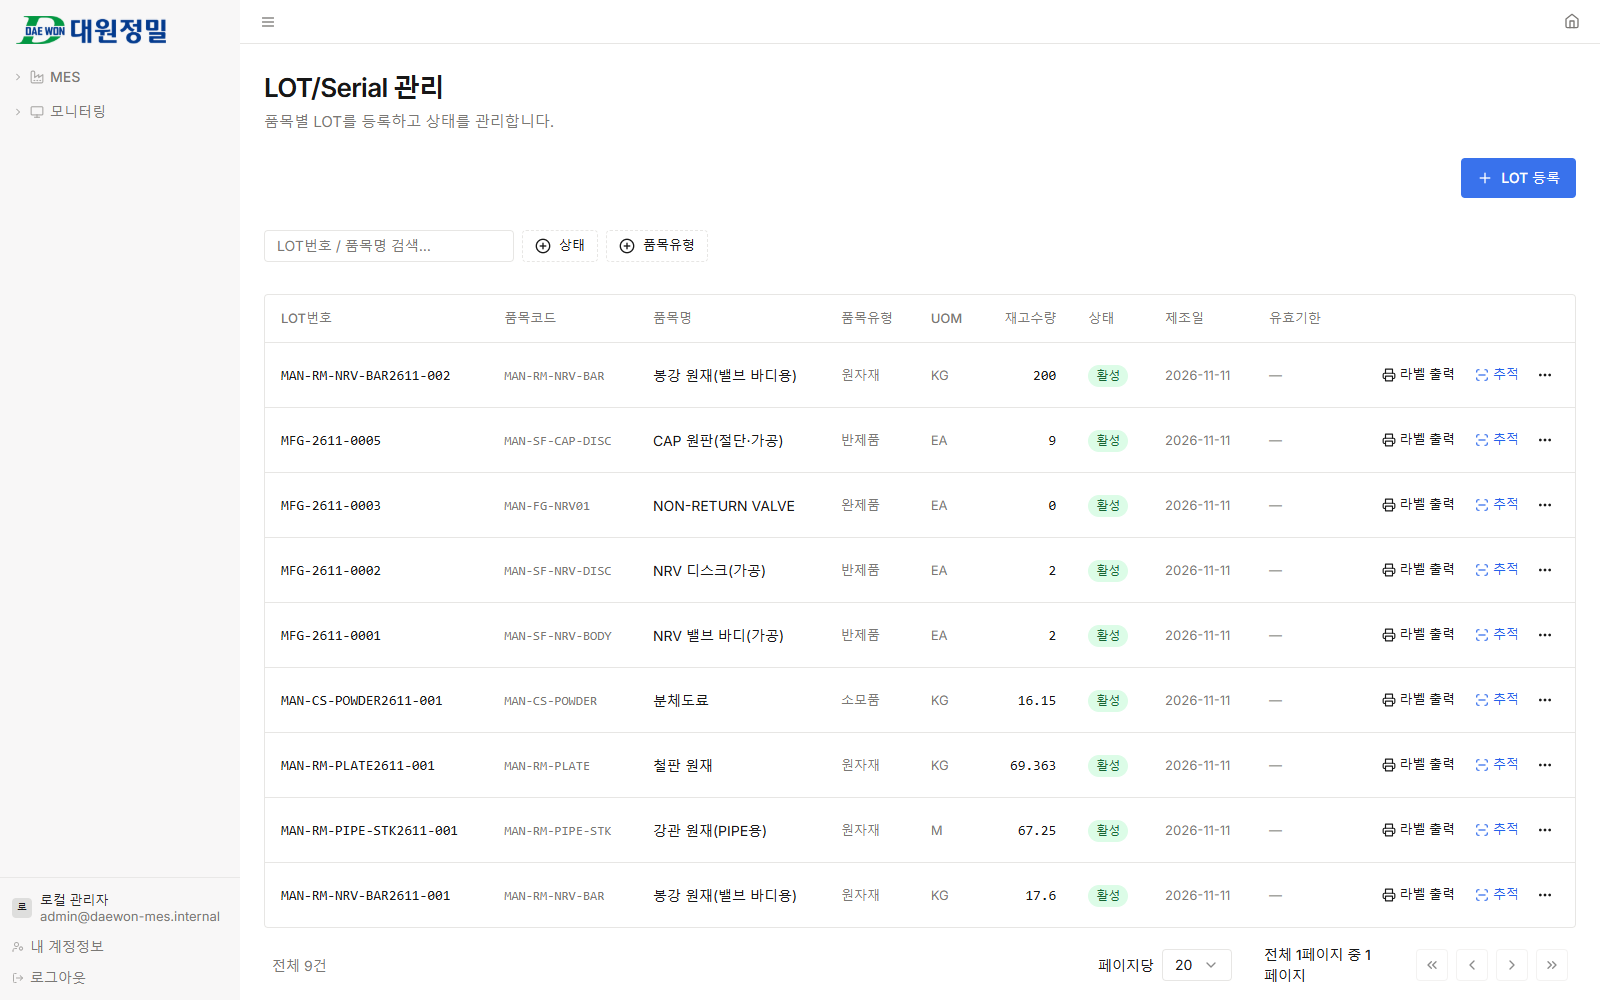 DAE WON 대원정밀
MES
모니터링
LOT/Serial 관리
품목별 LOT를 등록하고 상태를 관리합니다.
LOT 등록
LOT번호 / 품목명 검색...
상태
품목유형
LOT번호 품목코드 품목명 품목유형 UOM 재고수량 상태 제조일 유효기한
MAN-RM-NRV-BAR2611-002 MAN-RM-NRV-BAR 봉강 원재(밸브 바디용) 원자재 KG 200 활성 2026-11-11 — 라벨 출력 추적 ...
MFG-2611-0005 MAN-SF-CAP-DISC CAP 원판(절단·가공) 반제품 EA 9 활성 2026-11-11 — 라벨 출력 추적 ...
MFG-2611-0003 MAN-FG-NRV01 NON-RETURN VALVE 완제품 EA 0 활성 2026-11-11 — 라벨 출력 추적 ...
MFG-2611-0002 MAN-SF-NRV-DISC NRV 디스크(가공) 반제품 EA 2 활성 2026-11-11 — 라벨 출력 추적 ...
MFG-2611-0001 MAN-SF-NRV-BODY NRV 밸브 바디(가공) 반제품 EA 2 활성 2026-11-11 — 라벨 출력 추적 ...
MAN-CS-POWDER2611-001 MAN-CS-POWDER 분체도료 소모품 KG 16.15 활성 2026-11-11 — 라벨 출력 추적 ...
MAN-RM-PLATE2611-001 MAN-RM-PLATE 철판 원재 원자재 KG 69.363 활성 2026-11-11 — 라벨 출력 추적 ...
MAN-RM-PIPE-STK2611-001 MAN-RM-PIPE-STK 강관 원재(PIPE용) 원자재 M 67.25 활성 2026-11-11 — 라벨 출력 추적 ...
MAN-RM-NRV-BAR2611-001 MAN-RM-NRV-BAR 봉강 원재(밸브 바디용) 원자재 KG 17.6 활성 2026-11-11 — 라벨 출력 추적 ...
전체 9건
페이지당 20
전체 1페이지 중 1
페이지
로 로컬 관리자
admin@daewon-mes.internal
내 계정정보
로그아웃